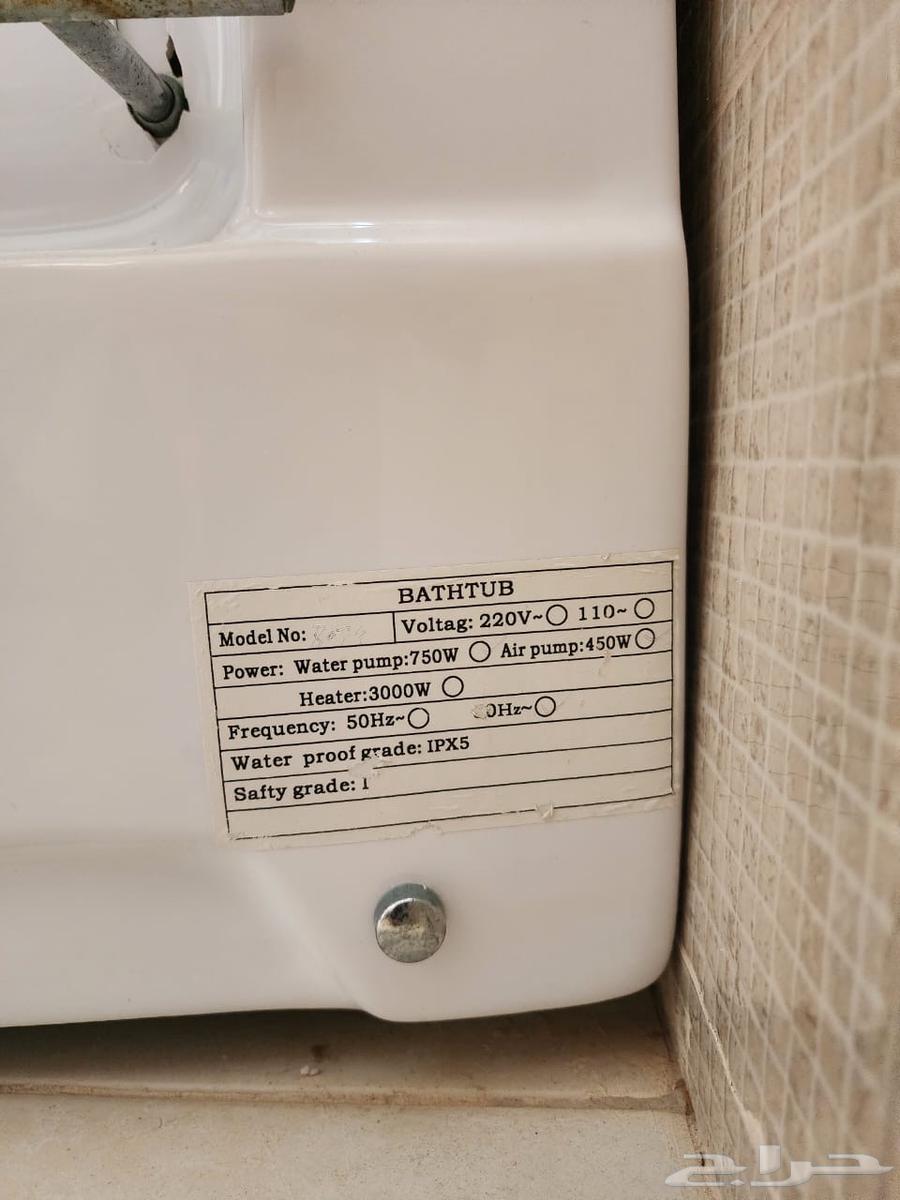 BATHTUB
Model No: Voltag: 220V~ 110~
Power: Water pump:750W Air pump:450W
Heater:3000W
Frequency: 50Hz~ 0Hz~
Water proof grade: IPX5
Safty grade: I
حراج